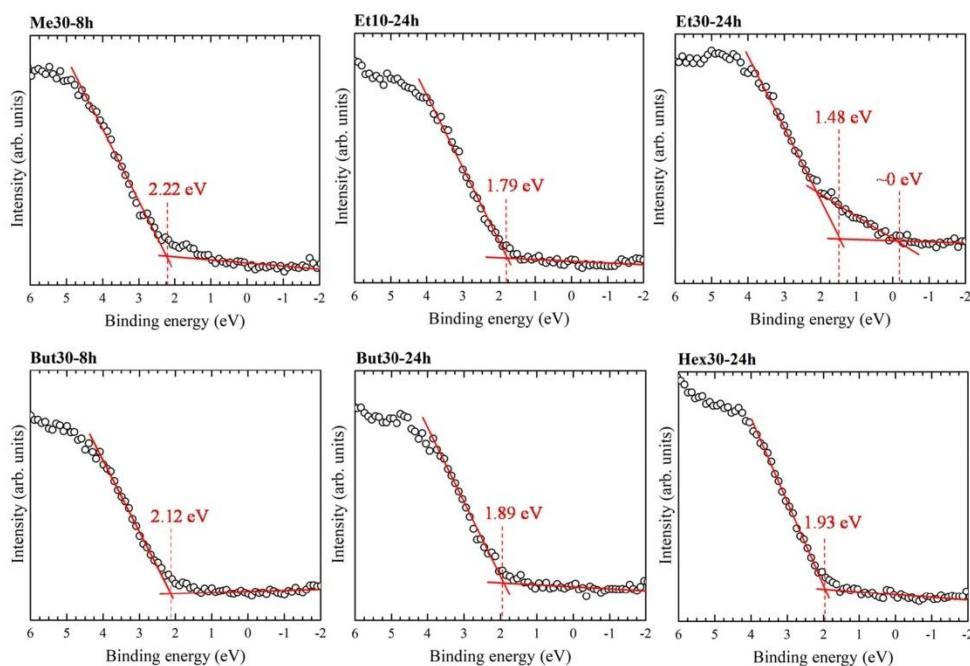 Me30-8h
Intensity (arb. units)
2.22 eV
6 5 4 3 2 1 0 -1 -2
Binding energy (eV)
Et10-24h
Intensity (arb. units)
1.79 eV
6 5 4 3 2 1 0 -1 -2
Binding energy (eV)
Et30-24h
Intensity (arb. units)
1.48 eV
~0 eV
6 5 4 3 2 1 0 -1 -2
Binding energy (eV)
But30-8h
Intensity (arb. units)
2.12 eV
6 5 4 3 2 1 0 -1 -2
Binding energy (eV)
But30-24h
Intensity (arb. units)
1.89 eV
6 5 4 3 2 1 0 -1 -2
Binding energy (eV)
Hex30-24h
Intensity (arb. units)
1.93 eV
6 5 4 3 2 1 0 -1 -2
Binding energy (eV)